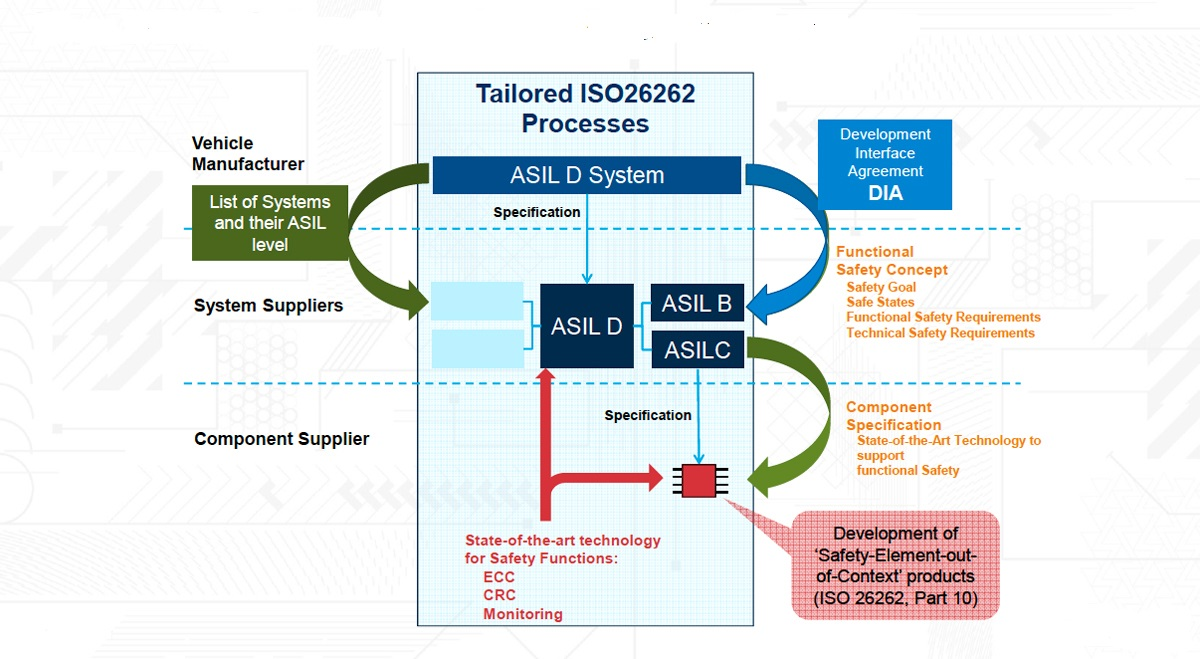 Tailored ISO26262
Processes
Vehicle
Manufacturer
List of Systems
and their ASIL
level
ASIL D System
Specification
Development
Interface
Agreement
DIA
Functional
Safety Concept
Safety Goal
Safe States
Functional Safety Requirements
Technical Safety Requirements
System Suppliers
ASIL D
ASIL B
ASILC
Specification
Component Supplier
Component
Specification
State-of-the-Art Technology to
support
functional Safety
State-of-the-art technology
for Safety Functions:
ECC
CRC
Monitoring
Development of
‘Safety-Element-out-
of-Context’ products
(ISO 26262, Part 10)